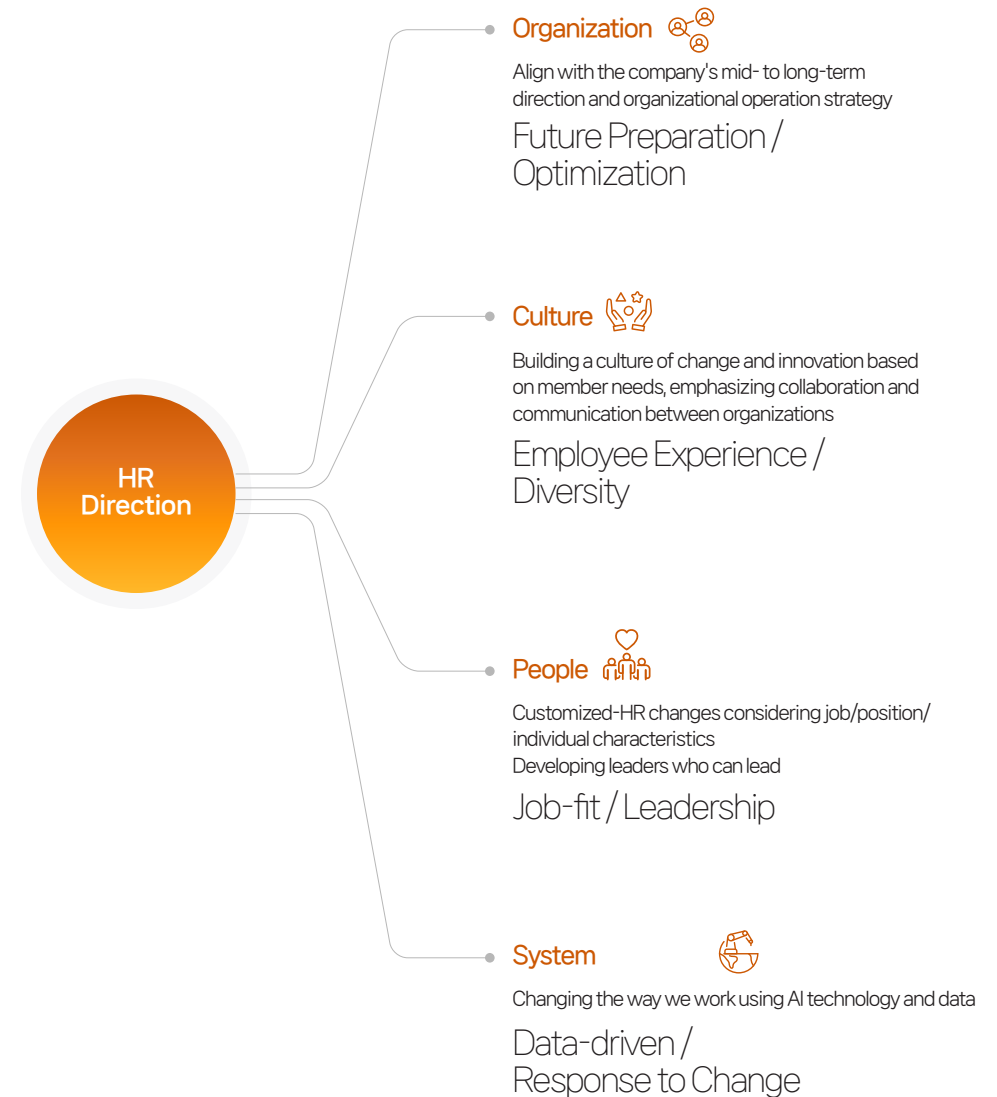 HR
Direction
Organization
Align with the company's mid- to long-term
direction and organizational operation strategy
Future Preparation /
Optimization
Culture
Building a culture of change and innovation based
on member needs, emphasizing collaboration and
communication between organizations
Employee Experience /
Diversity
People
Customized-HR changes considering job/position/
individual characteristics
Developing leaders who can lead
Job-fit / Leadership
System
Changing the way we work using AI technology and data
Data-driven /
Response to Change